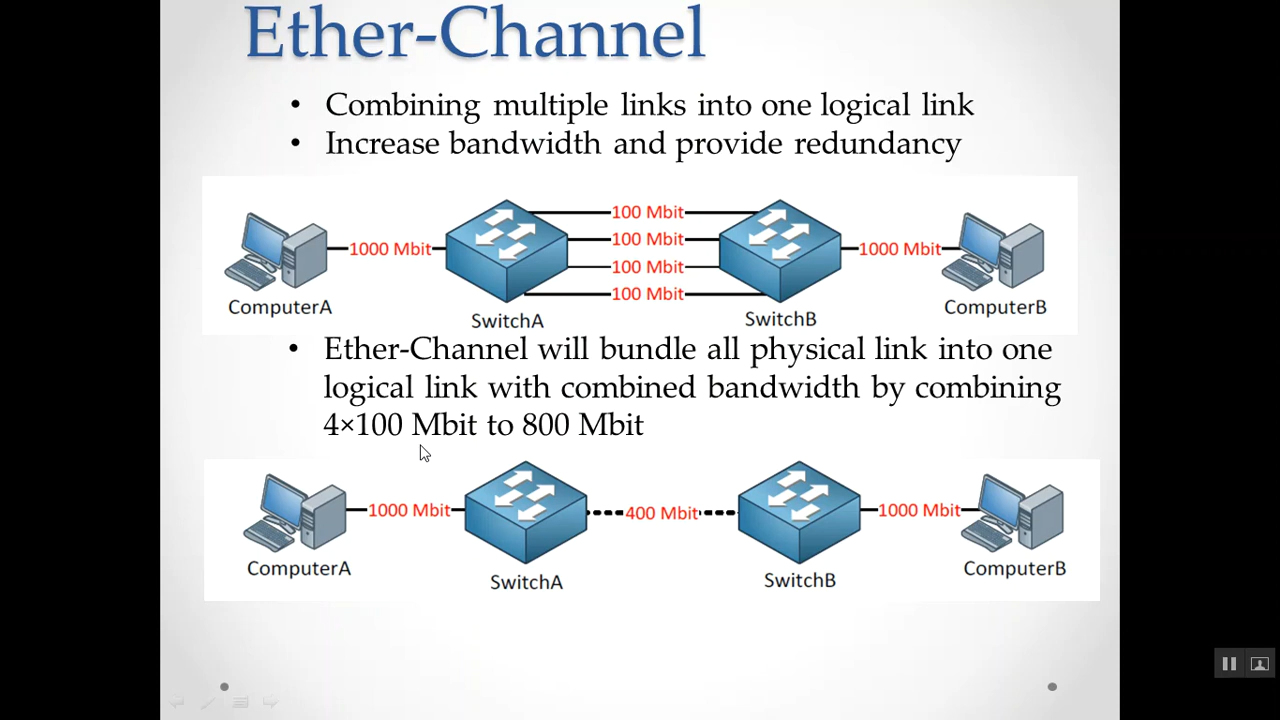 Ether-Channel
• Combining multiple links into one logical link
• Increase bandwidth and provide redundancy
100 Mbit
1000 Mbit 100 Mbit 1000 Mbit
100 Mbit
100 Mbit
ComputerA SwitchA SwitchB ComputerB
• Ether-Channel will bundle all physical link into one
logical link with combined bandwidth by combining
4×100 Mbit to 800 Mbit
1000 Mbit 400 Mbit 1000 Mbit
ComputerA SwitchA SwitchB ComputerB